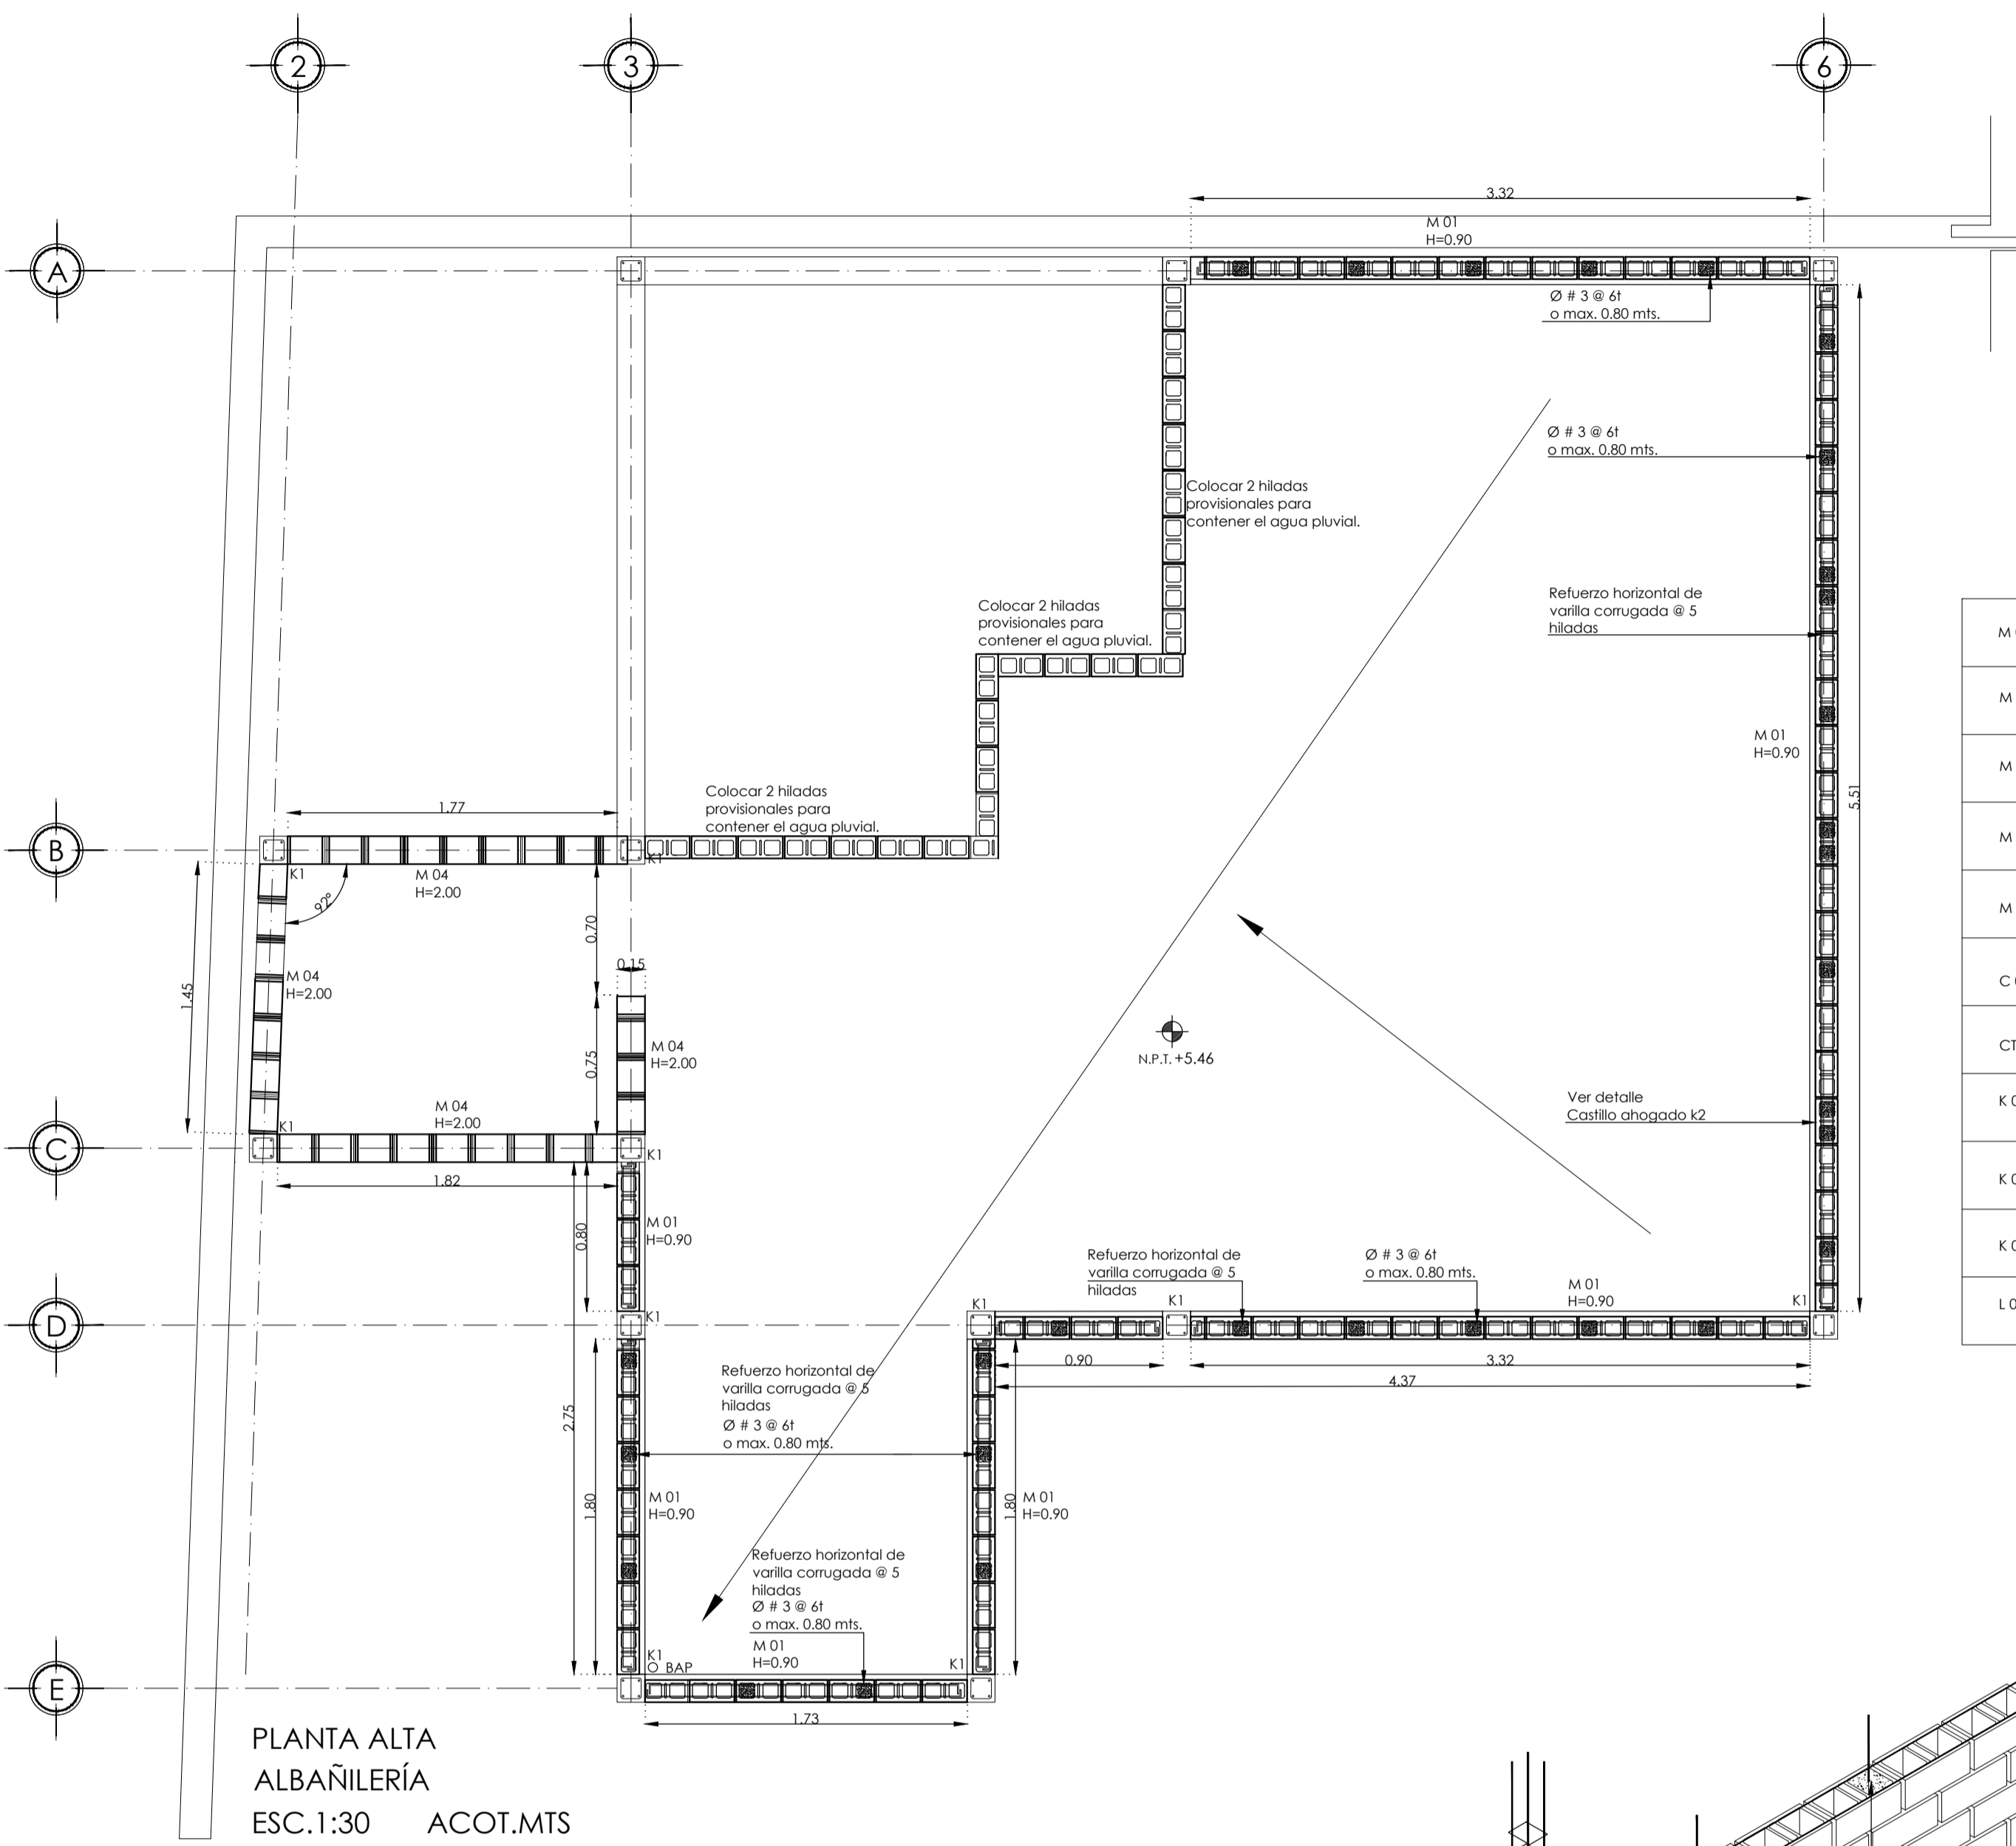 2
3
6
3.32
M 01
H=0.90
A
Ø # 3 @ 6t
o max. 0.80 mts.
Ø # 3 @ 6t
o max. 0.80 mts.
Colocar 2 hiladas
provisionales para
contener el agua pluvial.
Refuerzo horizontal de
varilla corrugada @ 5
hiladas
Colocar 2 hiladas
provisionales para
contener el agua pluvial.
M
M 01
H=0.90
5.51
Colocar 2 hiladas
provisionales para
contener el agua pluvial.
1.77
B
K1
K1
M 04
H=2.00
92°
0.70
M
M
M
M
0.15
1.45
M 04
H=2.00
C
0.75
M 04
H=2.00
N.P.T. +5.46
CT
Ver detalle
Castillo ahogado k2
K
M 04
H=2.00
K1
C
K1
1.82
K
0.80
M 01
H=0.90
Refuerzo horizontal de
varilla corrugada @ 5
hiladas
Ø # 3 @ 6t
o max. 0.80 mts.
K
M 01
H=0.90
K1
K1
K1
L
D
K1
0.90
3.32
4.37
Refuerzo horizontal de
varilla corrugada @ 5
hiladas
Ø # 3 @ 6t
o max. 0.80 mts.
2.75
1.80
M 01
H=0.90
1.80
M 01
H=0.90
Refuerzo horizontal de
varilla corrugada @ 5
hiladas
Ø # 3 @ 6t
o max. 0.80 mts.
M 01
H=0.90
K1
BAP
K1
E
1.73
PLANTA ALTA
ALBAÑILERÍA
ESC.1:30 ACOT.MTS